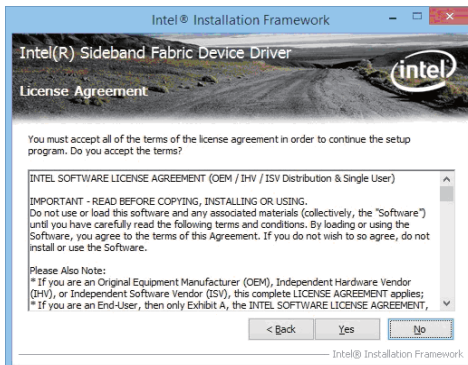 Intel® Installation Framework
Intel(R) Sideband Fabric Device Driver
(intel)
License Agreement
You must accept all of the terms of the license agreement in order to continue the setup
program. Do you accept the terms?
INTEL SOFTWARE LICENSE AGREEMENT (OEM / IHV / ISV Distribution & Single User)
IMPORTANT - READ BEFORE COPYING, INSTALLING OR USING.
Do not use or load this software and any associated materials (collectively, the "Software")
until you have carefully read the following terms and conditions. By loading or using the
Software, you agree to the terms of this Agreement. If you do not wish to so agree, do not
install or use the Software.
Please Also Note:
* If you are an Original Equipment Manufacturer (OEM), Independent Hardware Vendor
(IHV), or Independent Software Vendor (ISV), this complete LICENSE AGREEMENT applies;
* If you are an End-User, then only Exhibit A, the INTEL SOFTWARE LICENSE AGREEMENT,
< Back Yes No
Intel(R) Installation Framework